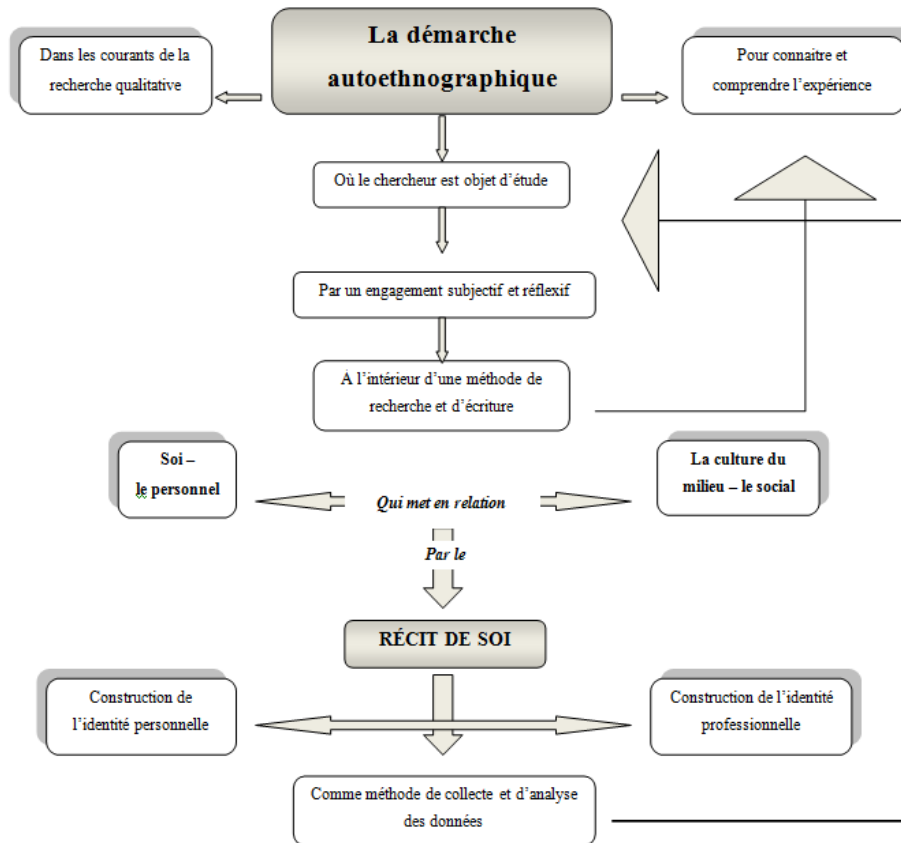 La démarche
autoethnographique
Dans les courants de la
recherche qualitative
Pour connaitre et
comprendre l'expérience
Où le chercheur est objet d'étude
Par un engagement subjectif et réflexif
À l'intérieur d'une méthode de
recherche et d'écriture
Soi –
le personnel
Qui met en relation
La culture du
milieu – le social
Par le
RÉCIT DE SOI
Construction de
l'identité personnelle
Construction de l'identité
professionnelle
Comme méthode de collecte et d'analyse
des données